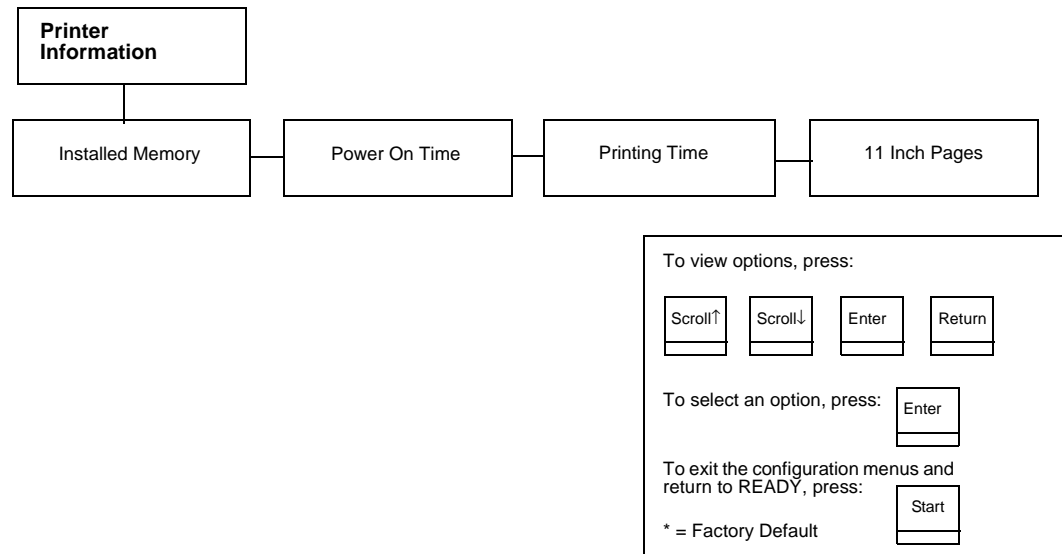 Printer
Information
Installed Memory
Power On Time
Printing Time
11 Inch Pages
To view options, press:
Scroll↑
Scroll↓
Enter
Return
To select an option, press:
Enter
To exit the configuration menus and
return to READY, press:
Start
* = Factory Default